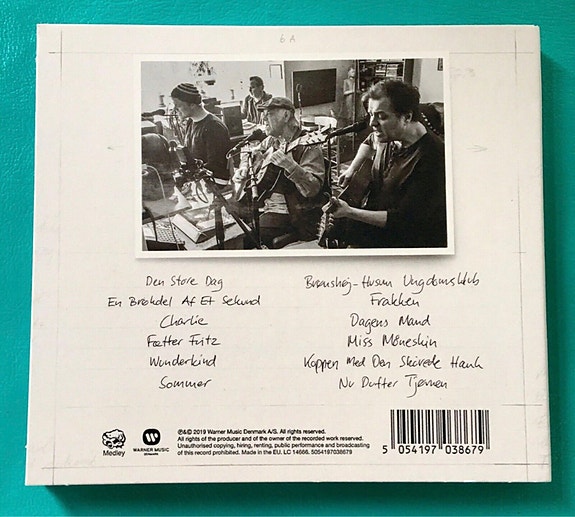 6 A
Den Store Dag
En Brøkdel Af Et Sekund
Charlie
Fætter Fritz
Wunderkind
Sommer
Brønshøj-Husum Ungdomsklub
Frakken
Dagens Mand
Miss Måneskin
Koppen Med Den Skårede Hank
Nu Dufter Tjørnen
Medley
WARNER MUSIC
℗&© 2019 Warner Music Denmark A/S. All rights reserved.
All rights of the producer and of the owner of the recorded work reserved.
Unauthorised copying, hiring, renting, public performance and broadcasting
of this record prohibited. Made in the EU. LC 14666. 5054197038679
5 054197 038679